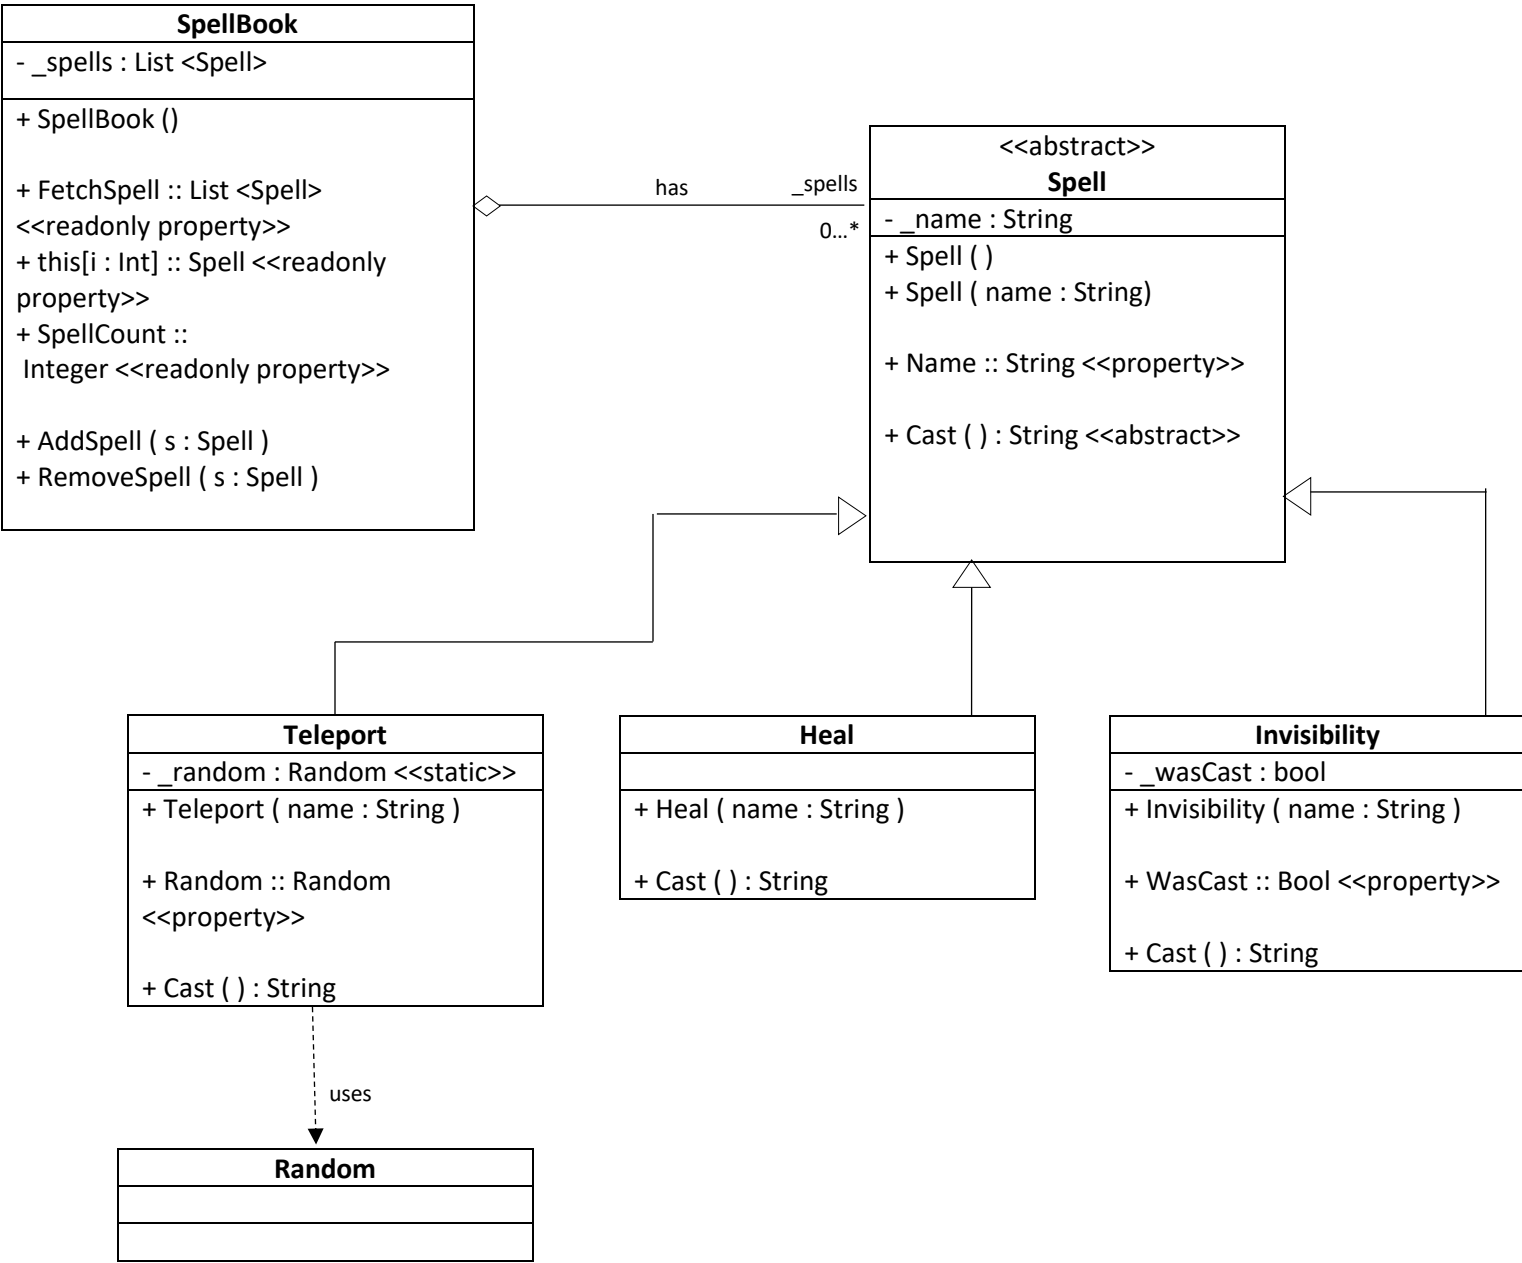 SpellBook
- _spells : List <Spell>
+ SpellBook ()
+ FetchSpell :: List <Spell>
<<readonly property>>
+ this[i : Int] :: Spell <<readonly
property>>
+ SpellCount ::
Integer <<readonly property>>
+ AddSpell ( s : Spell )
+ RemoveSpell ( s : Spell )
has
_spells
0...*
<<abstract>>
Spell
- _name : String
+ Spell ( )
+ Spell ( name : String)
+ Name :: String <<property>>
+ Cast ( ) : String <<abstract>>
Teleport
- _random : Random <<static>>
+ Teleport ( name : String )
+ Random :: Random
<<property>>
+ Cast ( ) : String
Heal
+ Heal ( name : String )
+ Cast ( ) : String
Invisibility
- _wasCast : bool
+ Invisibility ( name : String )
+ WasCast :: Bool <<property>>
+ Cast ( ) : String
uses
Random